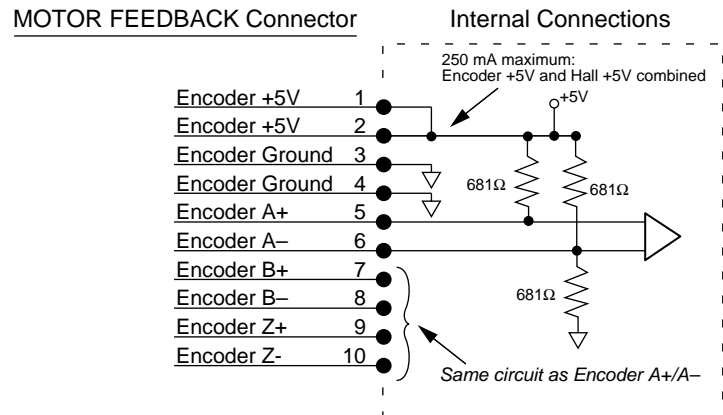 MOTOR FEEDBACK Connector
Internal Connections
250 mA maximum:
Encoder +5V and Hall +5V combined
+5V
Encoder +5V 1
Encoder +5V 2
Encoder Ground 3
Encoder Ground 4
681Ω
681Ω
Encoder A+ 5
Encoder A– 6
Encoder B+ 7
Encoder B– 8
681Ω
Encoder Z+ 9
Encoder Z- 10
Same circuit as Encoder A+/A–